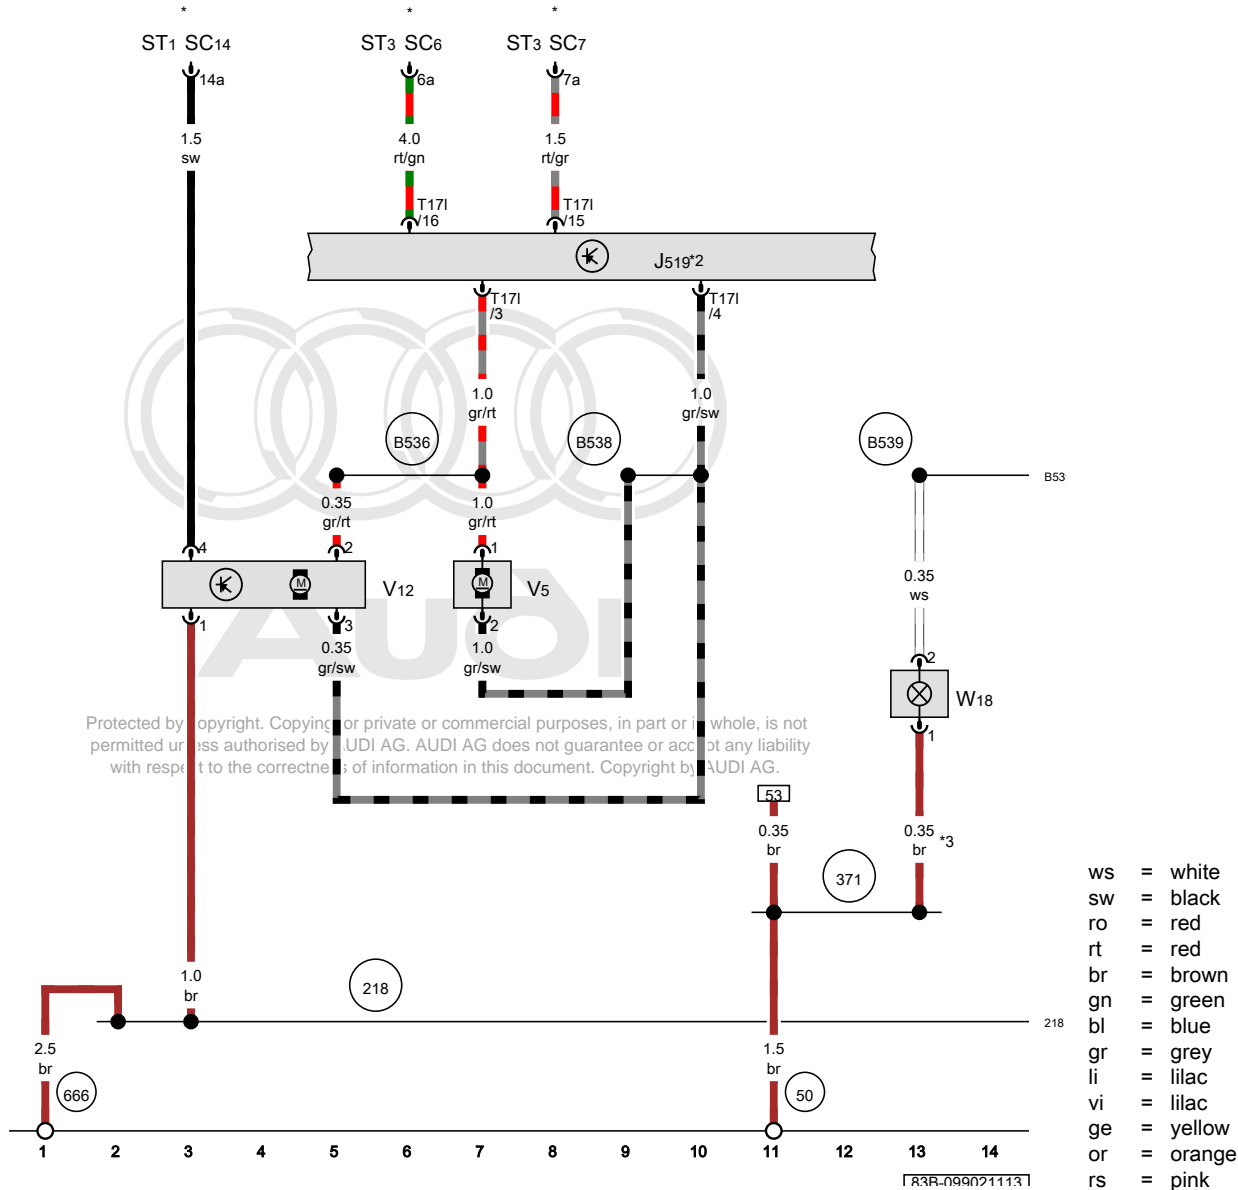 * * *
ST1 SC14 ST3 SC6 ST3 SC7
14a 6a 7a
1.5 4.0 1.5
sw rt/gn rt/gr
T17l T17l
/16 /15
J519*2
T17l T17l
/3 /4
1.0 1.0
gr/rt gr/sw
B536 B538 B539
B53
0.35 1.0
gr/rt gr/rt
4 2 1
0.35
ws
M M
V12 V5
1 3 2
0.35 1.0
gr/sw gr/sw
2
W18
1
AUDI
Protected by copyright. Copying for private or commercial purposes, in part or in whole, is not
permitted unless authorised by AUDI AG. AUDI AG does not guarantee or accept any liability
with respect to the correctness of information in this document. Copyright by AUDI AG.
53
0.35 0.35 *3
br br
371
1.0
br
218
218
2.5 1.5
br br
666 50
1 2 3 4 5 6 7 8 9 10 11 12 13 14
83B-099021113
ws = white
sw = black
ro = red
rt = red
br = brown
gn = green
bl = blue
gr = grey
li = lilac
vi = lilac
ge = yellow
or = orange
rs = pink